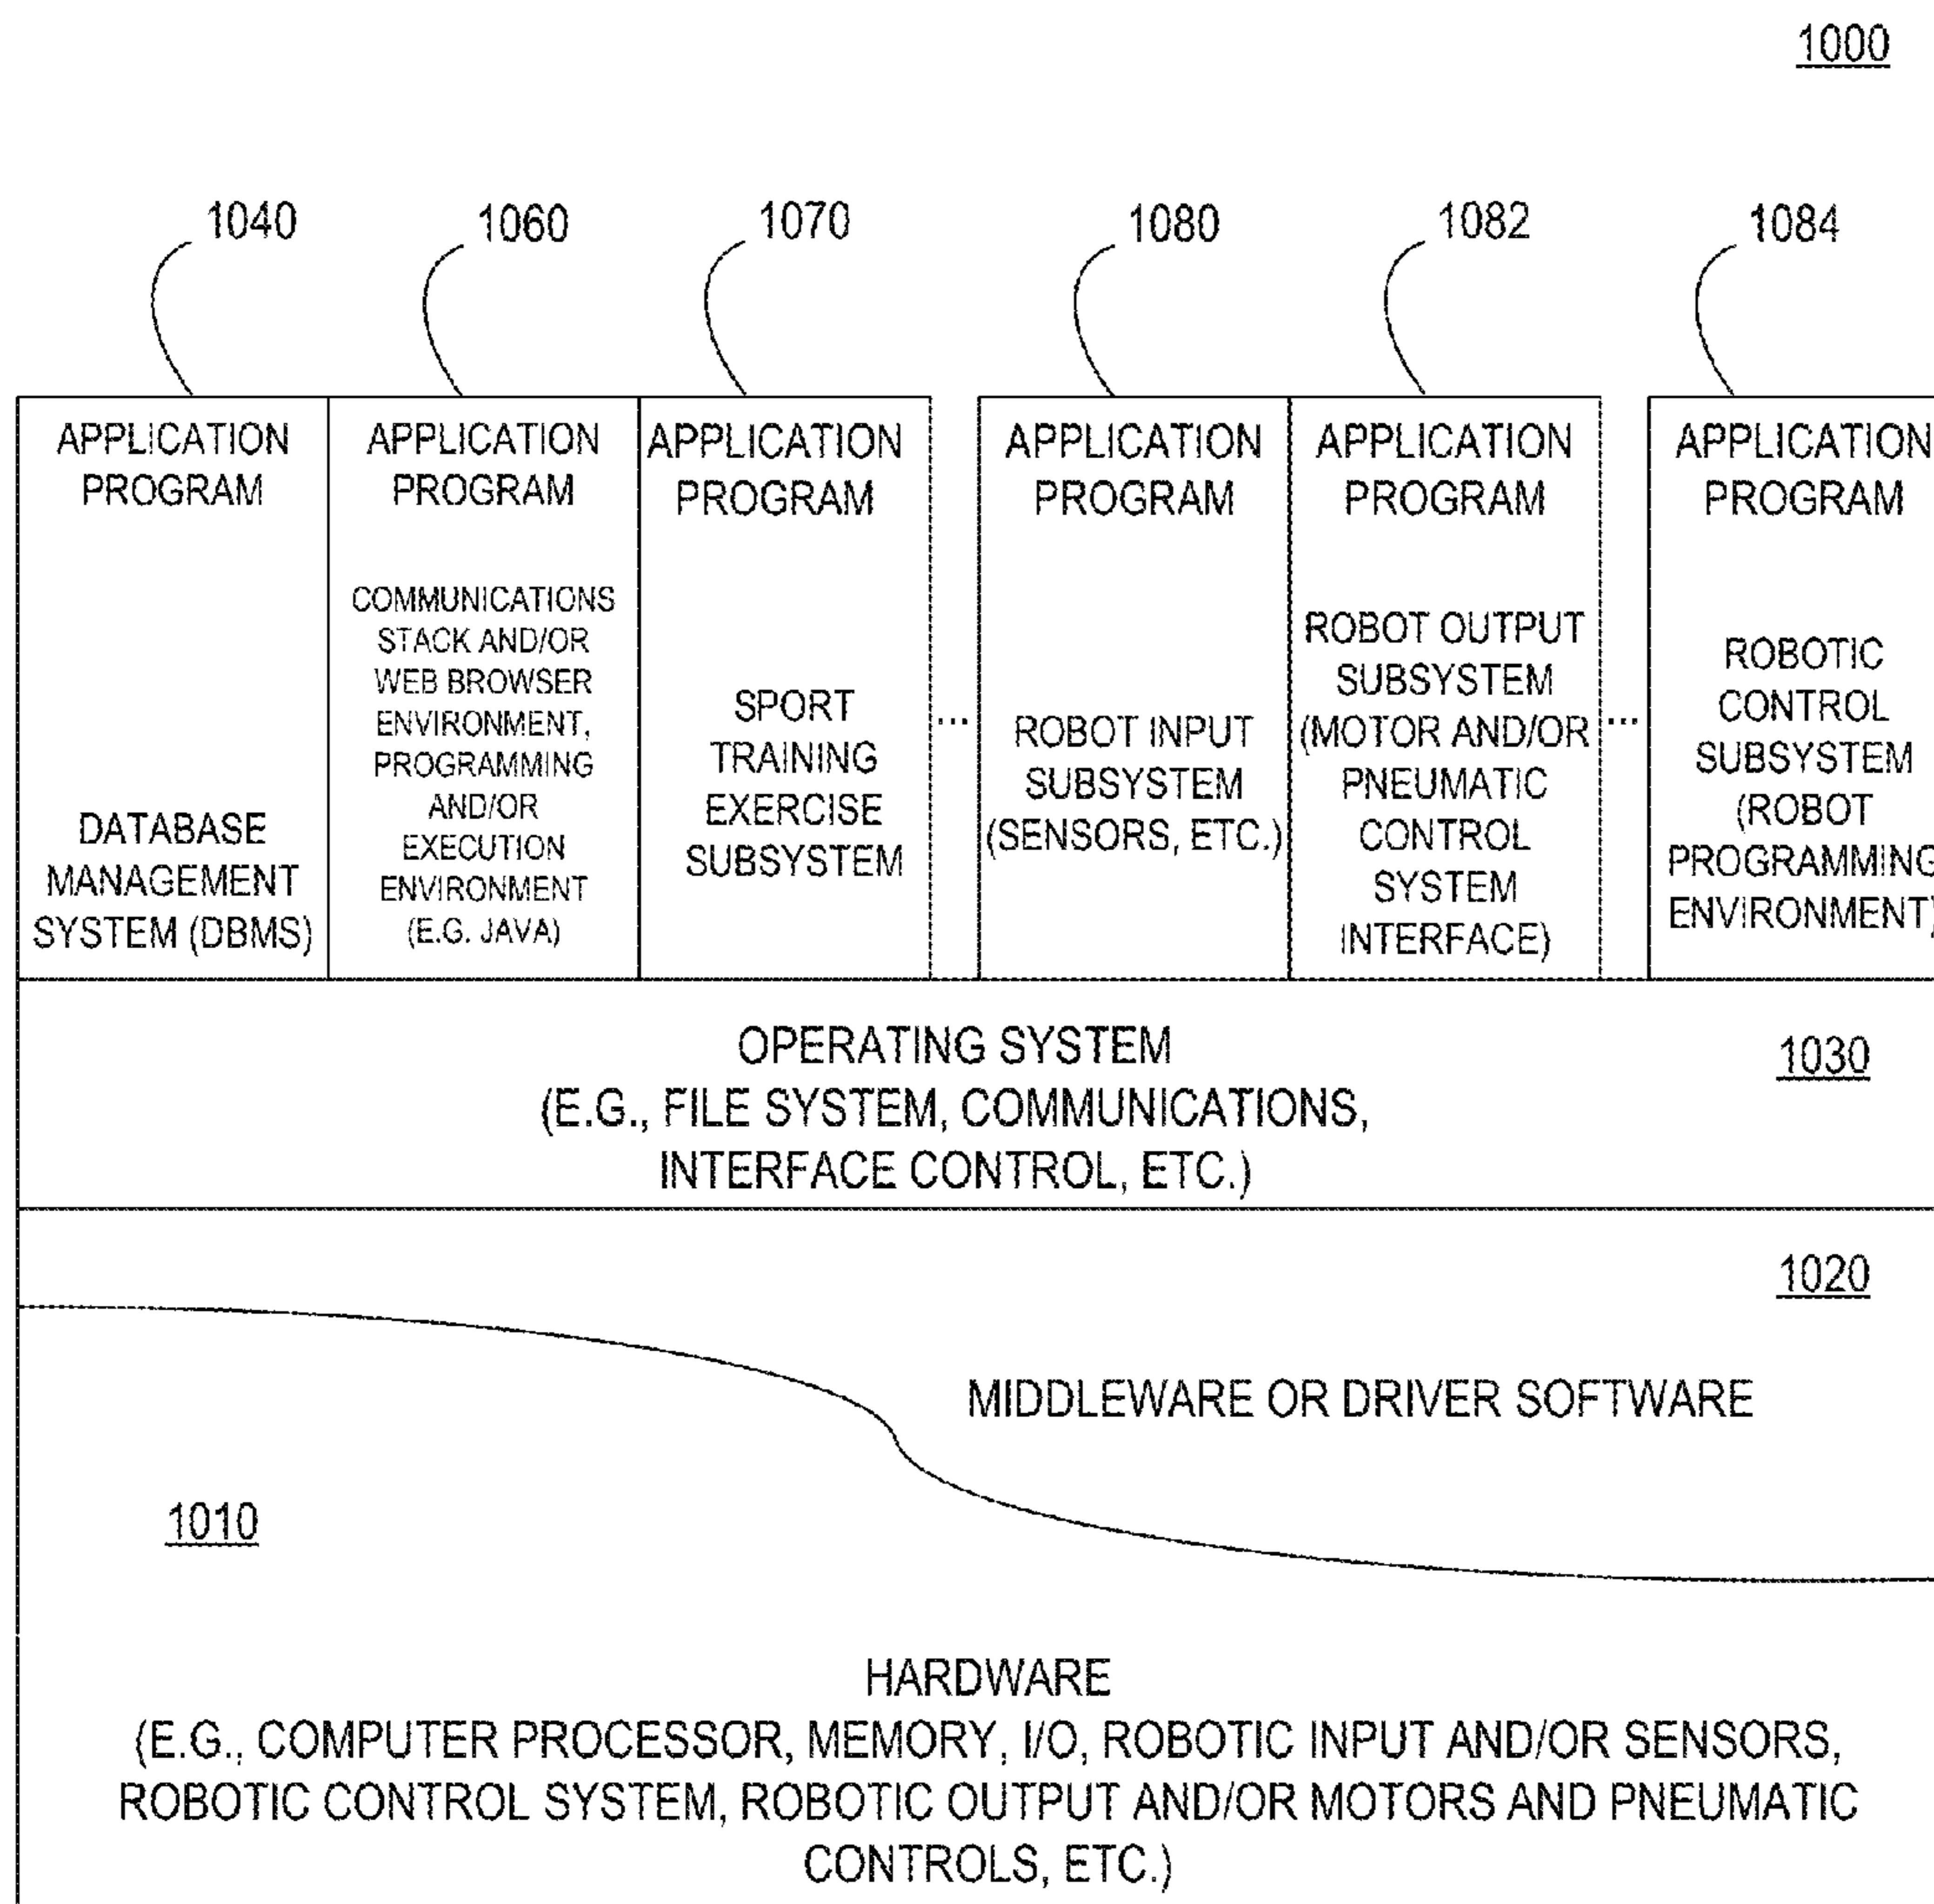 1000
1040
1060
1070
1080
1082
1084
APPLICATION
PROGRAM
DATABASE
MANAGEMENT
SYSTEM (DBMS)
APPLICATION
PROGRAM
COMMUNICATIONS
STACK AND/OR
WEB BROWSER
ENVIRONMENT,
PROGRAMMING
AND/OR
EXECUTION
ENVIRONMENT
(E.G. JAVA)
APPLICATION
PROGRAM
SPORT
TRAINING
EXERCISE
SUBSYSTEM
...
APPLICATION
PROGRAM
ROBOT INPUT
SUBSYSTEM
(SENSORS, ETC.)
APPLICATION
PROGRAM
ROBOT OUTPUT
SUBSYSTEM
(MOTOR AND/OR
PNEUMATIC
CONTROL
SYSTEM
INTERFACE)
...
APPLICATION
PROGRAM
ROBOTIC
CONTROL
SUBSYSTEM
(ROBOT
PROGRAMMING
ENVIRONMENT)
OPERATING SYSTEM
(E.G., FILE SYSTEM, COMMUNICATIONS,
INTERFACE CONTROL, ETC.)
1030
1020
MIDDLEWARE OR DRIVER SOFTWARE
1010
HARDWARE
(E.G., COMPUTER PROCESSOR, MEMORY, I/O, ROBOTIC INPUT AND/OR SENSORS,
ROBOTIC CONTROL SYSTEM, ROBOTIC OUTPUT AND/OR MOTORS AND PNEUMATIC
CONTROLS, ETC.)